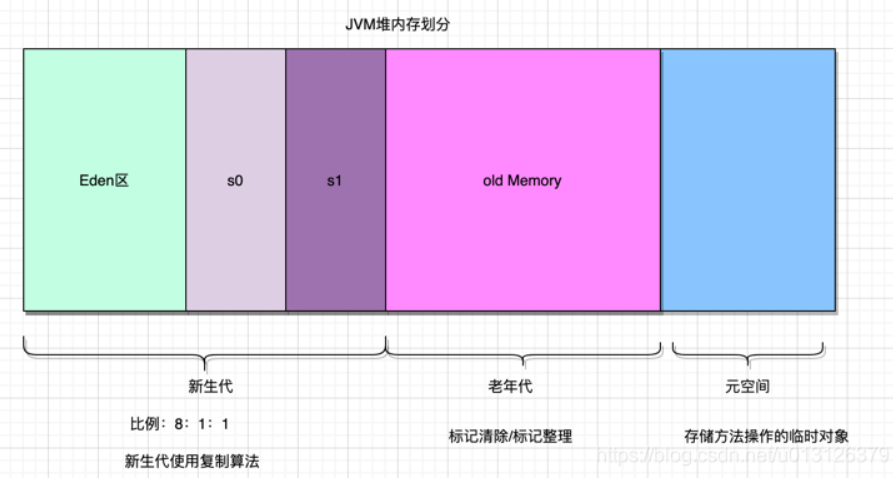 JVM堆内存划分
Eden区
s0
s1
old Memory
新生代
老年代
元空间
比例：8：1：1
标记清除/标记整理
存储方法操作的临时对象
新生代使用复制算法
https://blog.csdn.net/u013126379